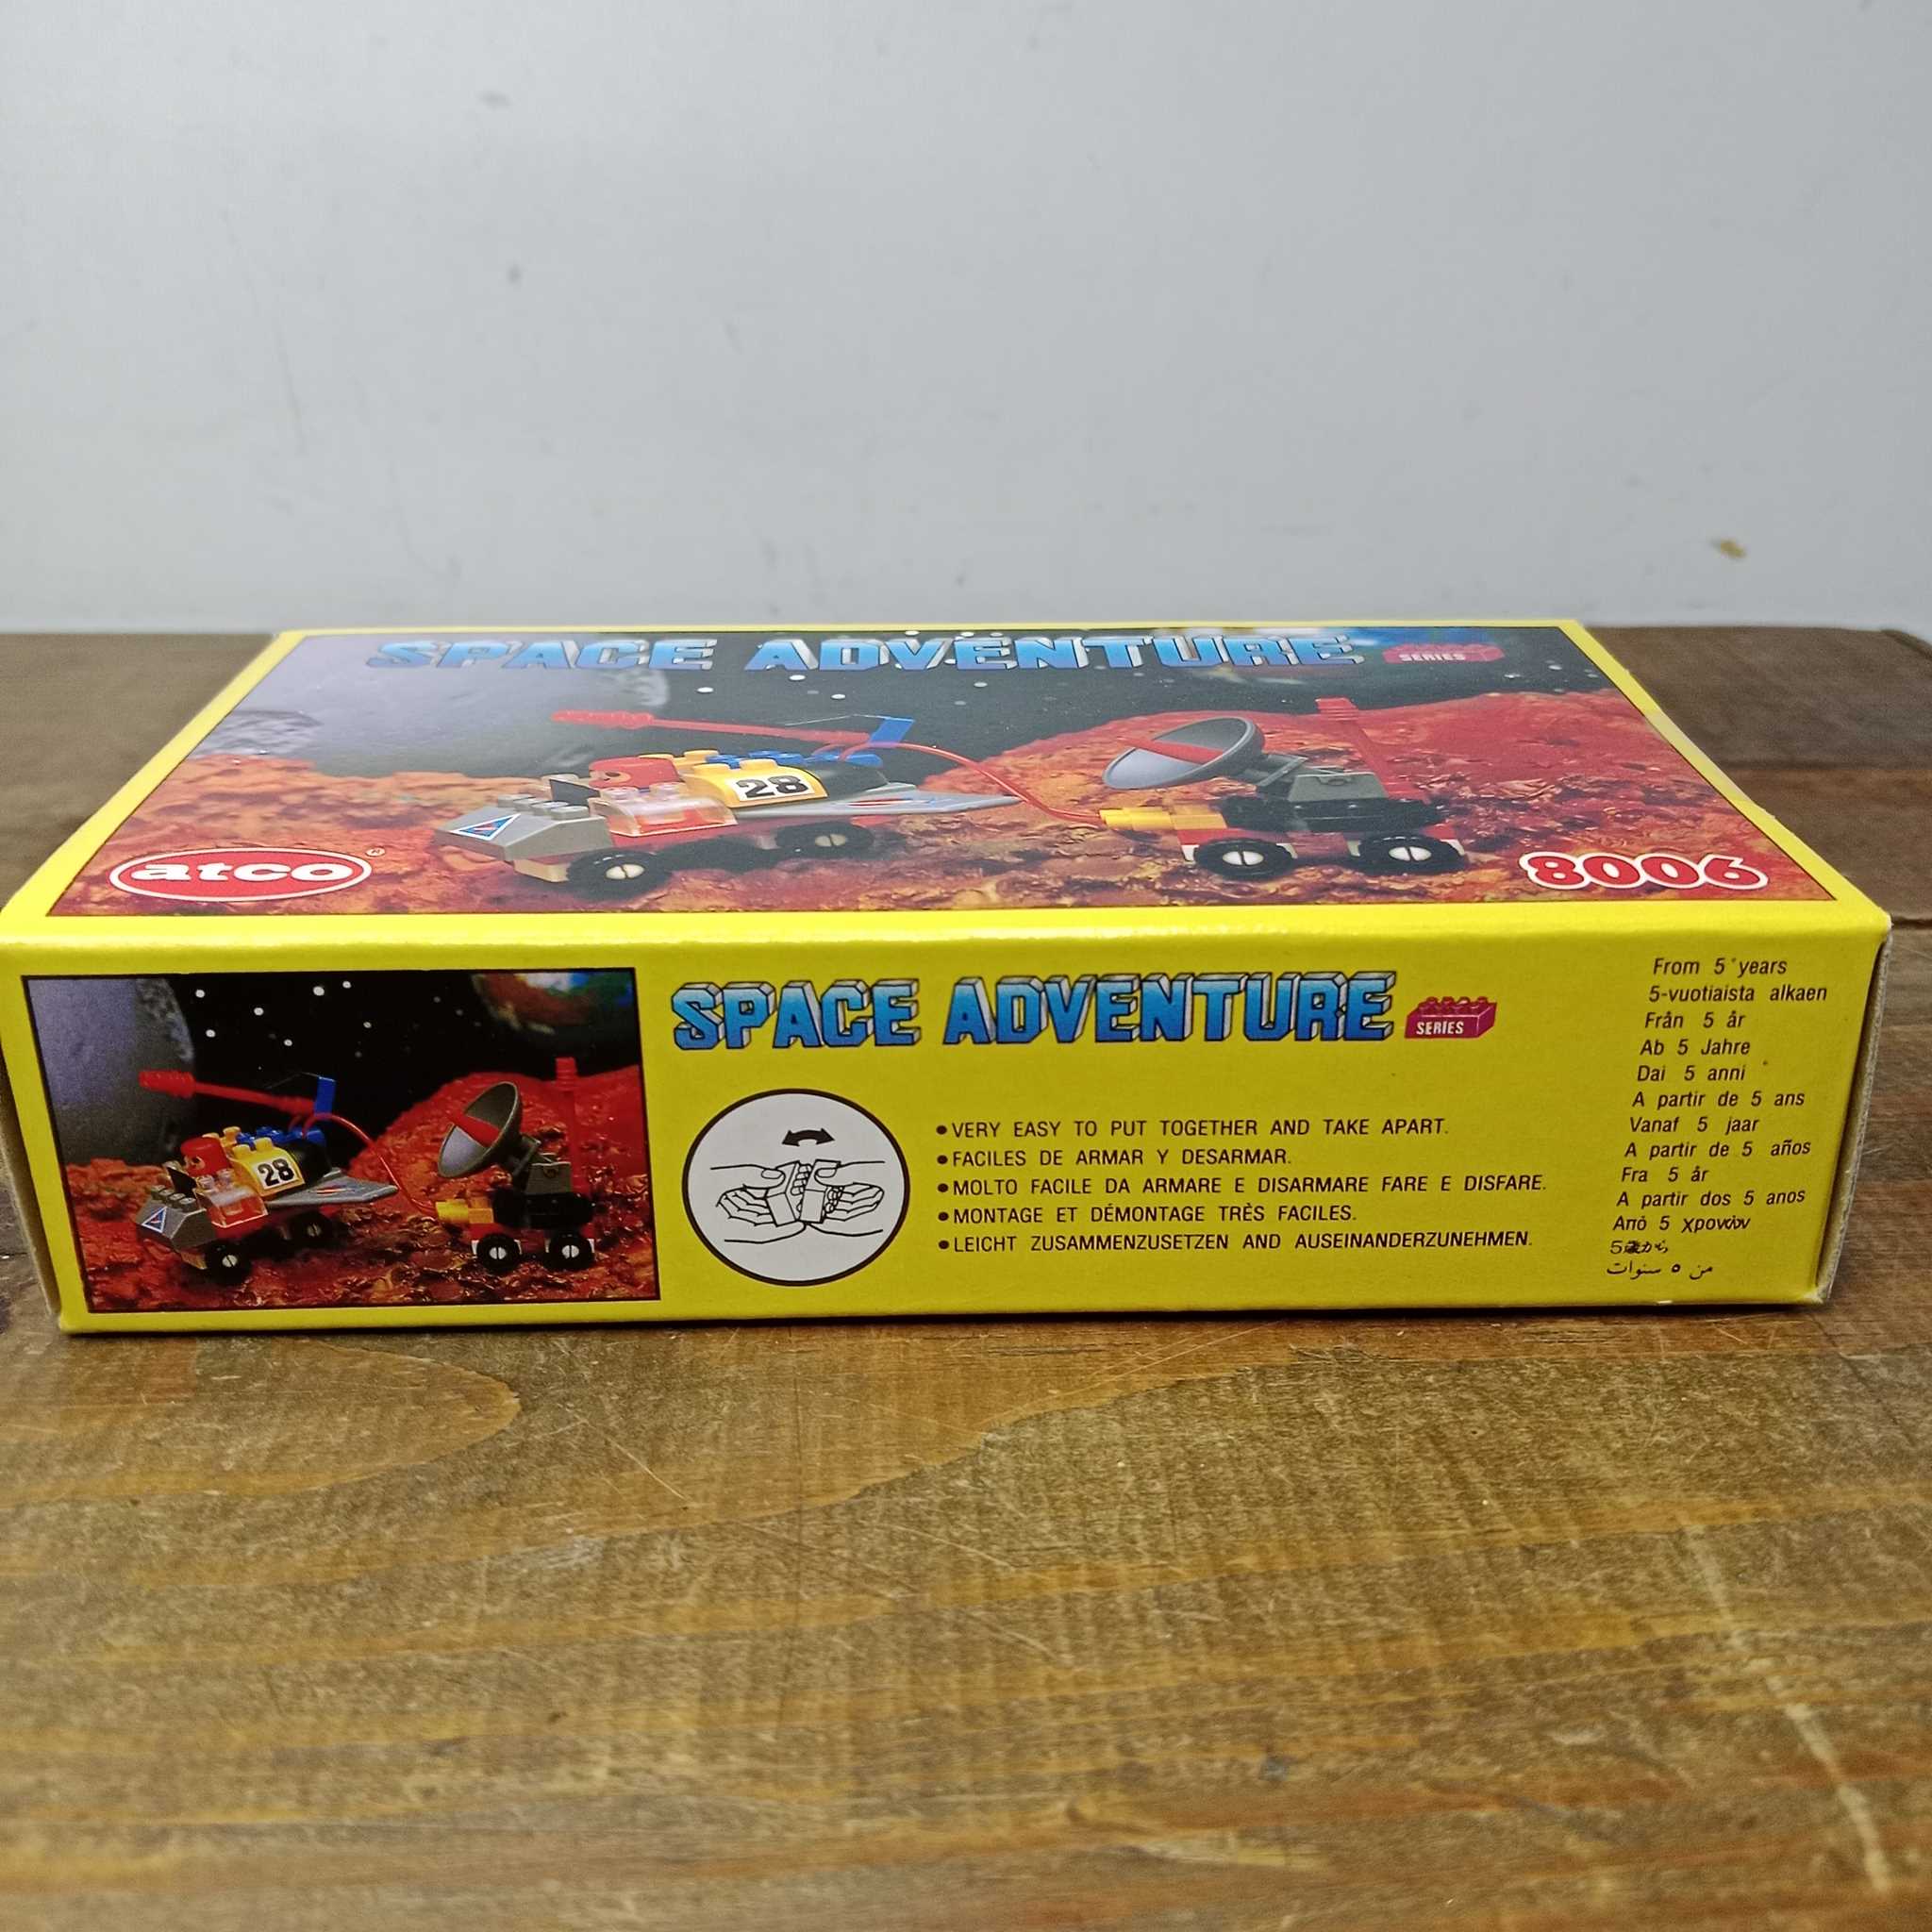 SPACE ADVENTURE SERIES
28
atco ®
8006
28
SPACE ADVENTURE SERIES
• VERY EASY TO PUT TOGETHER AND TAKE APART.
• FACILES DE ARMAR Y DESARMAR.
• MOLTO FACILE DA ARMARE E DISARMARE FARE E DISFARE.
• MONTAGE ET DÉMONTAGE TRÈS FACILES.
• LEICHT ZUSAMMENZUSETZEN AND AUSEINANDERZUNEHMEN.
From 5 years
5-vuotiaista alkaen
Från 5 år
Ab 5 Jahre
Dai 5 anni
A partir de 5 ans
Vanaf 5 jaar
A partir de 5 años
Fra 5 år
A partir dos 5 anos
Από 5 χρονών
5歳から
من ٥ سنوات